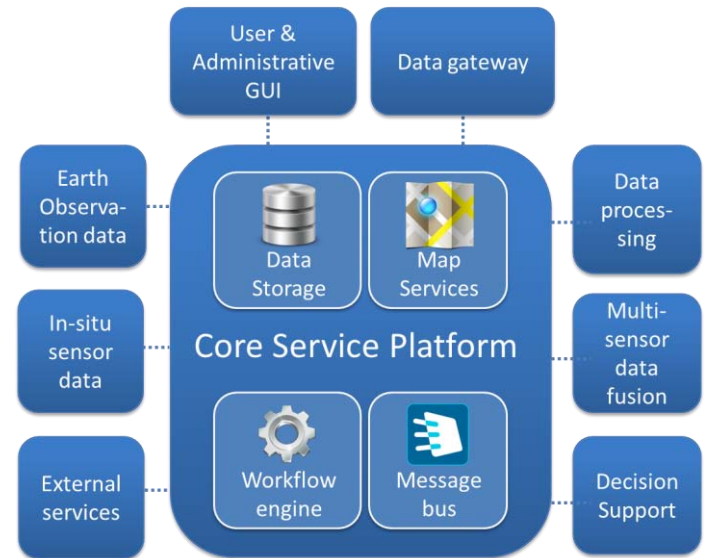 User &
Administrative
GUI
Data gateway
Earth
Observa-
tion data
Data
proces-
sing
Data
Storage
Map
Services
In-situ
sensor
data
Core Service Platform
Multi-
sensor
data
fusion
External
services
Workflow
engine
Message
bus
Decision
Support